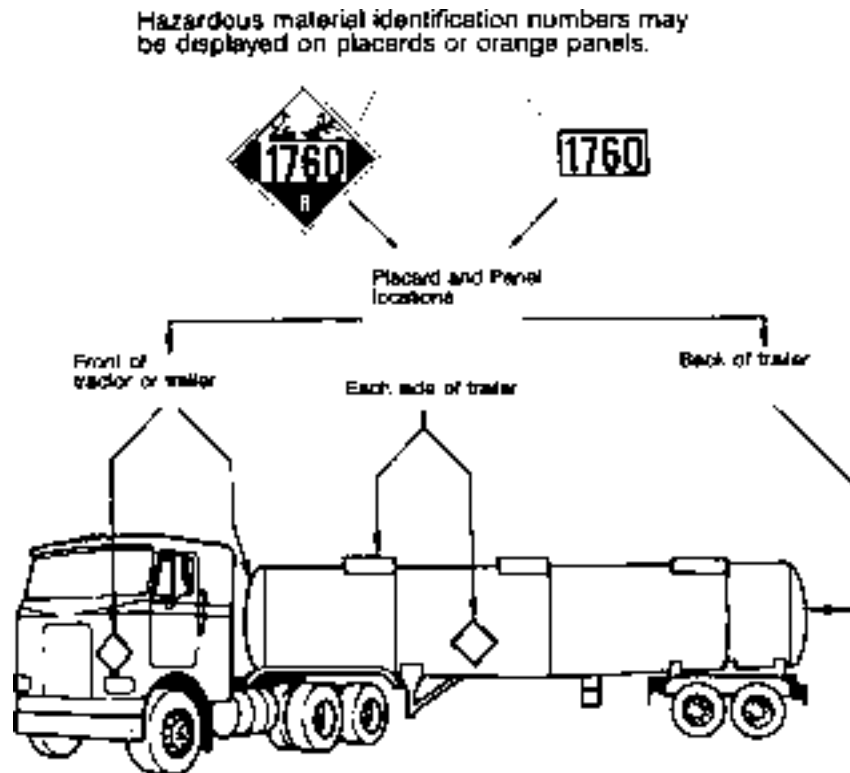 Hazardous material identification numbers may
be displayed on placards or orange panels.
1760
8
1760
Placard and Panel
locations
Front of
tractor or trailer
Each side of trailer
Back of trailer